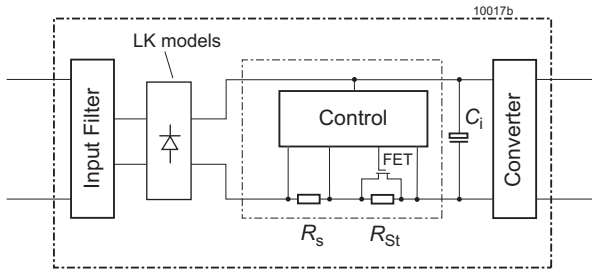 10017b
LK models
Input Filter
Control
FET
Ci
Converter
Rs
RSt